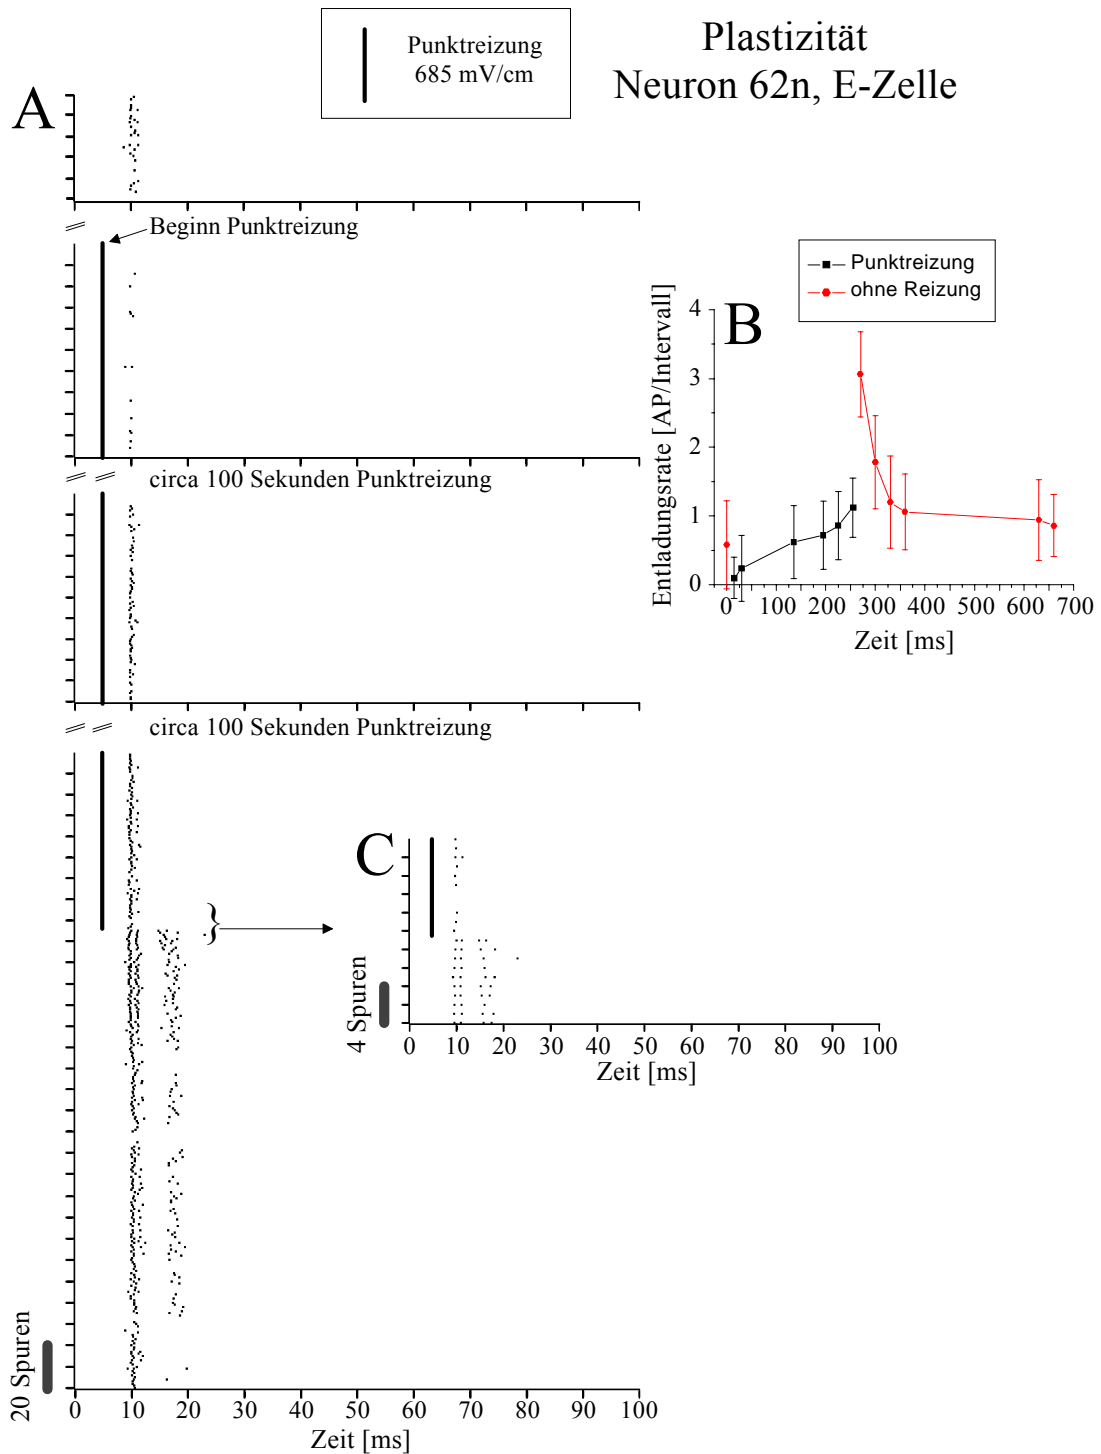 Punktreizung
685 mV/cm
Plastizität
Neuron 62n, E-Zelle
A
Beginn Punktreizung
circa 100 Sekunden Punktreizung
circa 100 Sekunden Punktreizung
20 Spuren
0 10 20 30 40 50 60 70 80 90 100
Zeit [ms]
Punktreizung
ohne Reizung
B
4
3
2
1
0
Entladungsrate [AP/Intervall]
0 100 200 300 400 500 600 700
Zeit [ms]
C
4 Spuren
0 10 20 30 40 50 60 70 80 90 100
Zeit [ms]